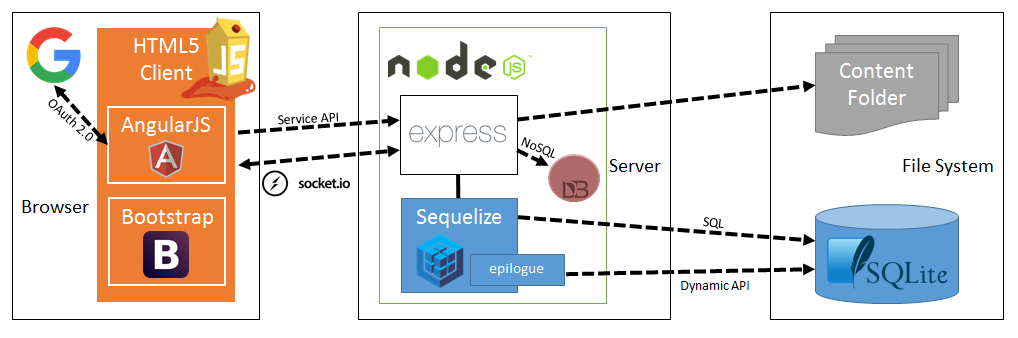 HTML5
Client
JS
OAuth 2.0
AngularJS
A
Bootstrap
B
Browser
Service API
socket.io
node
JS
™
express
NoSQL
DB
Server
Sequelize
epilogue
SQL
Dynamic API
Content
Folder
File System
SQLite